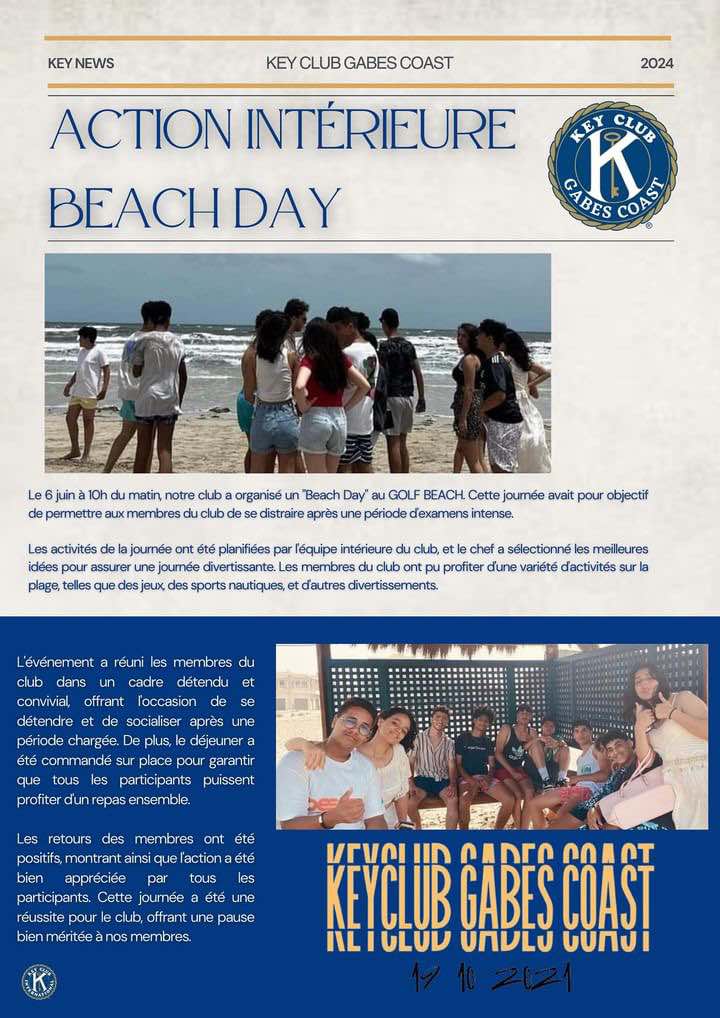 KEY NEWS
KEY CLUB GABES COAST
2024
ACTION INTÉRIEURE
BEACH DAY
KEY CLUB
K
GABES COAST
®
Le 6 juin à 10h du matin, notre club a organisé un "Beach Day" au GOLF BEACH. Cette journée avait pour objectif
de permettre aux membres du club de se distraire après une période d'examens intense.
Les activités de la journée ont été planifiées par l'équipe intérieure du club, et le chef a sélectionné les meilleures
idées pour assurer une journée divertissante. Les membres du club ont pu profiter d'une variété d'activités sur la
plage, telles que des jeux, des sports nautiques, et d'autres divertissements.
L'événement a réuni les membres du
club dans un cadre détendu et
convivial, offrant l'occasion de se
détendre et de socialiser après une
période chargée. De plus, le déjeuner a
été commandé sur place pour garantir
que tous les participants puissent
profiter d'un repas ensemble.
Les retours des membres ont été
positifs, montrant ainsi que l'action a été
bien appréciée par tous les
participants. Cette journée a été une
réussite pour le club, offrant une pause
bien méritée à nos membres.
KEYCLUB GABES COAST
19 10 2021
KEY CLUB
K
INTERNATIONAL